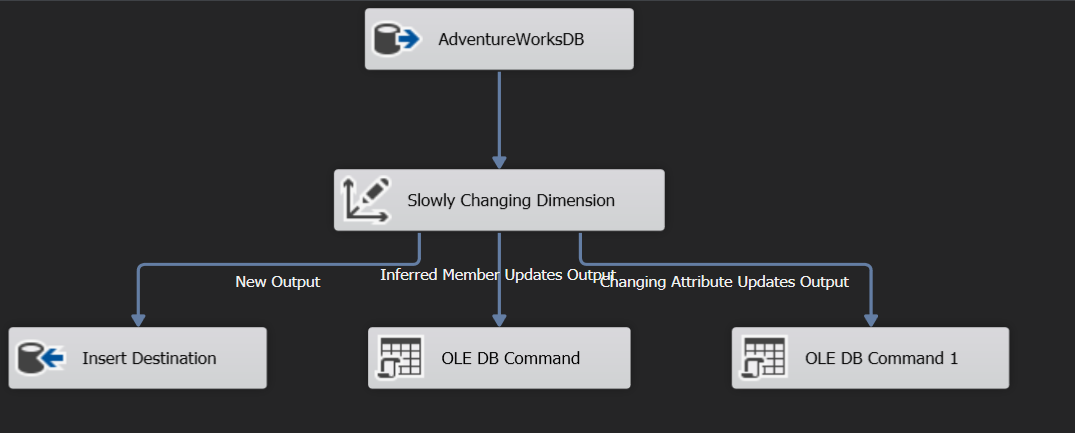 AdventureWorksDB
Slowly Changing Dimension
New Output
Inferred Member Updates Output
Changing Attribute Updates Output
Insert Destination
OLE DB Command
OLE DB Command 1